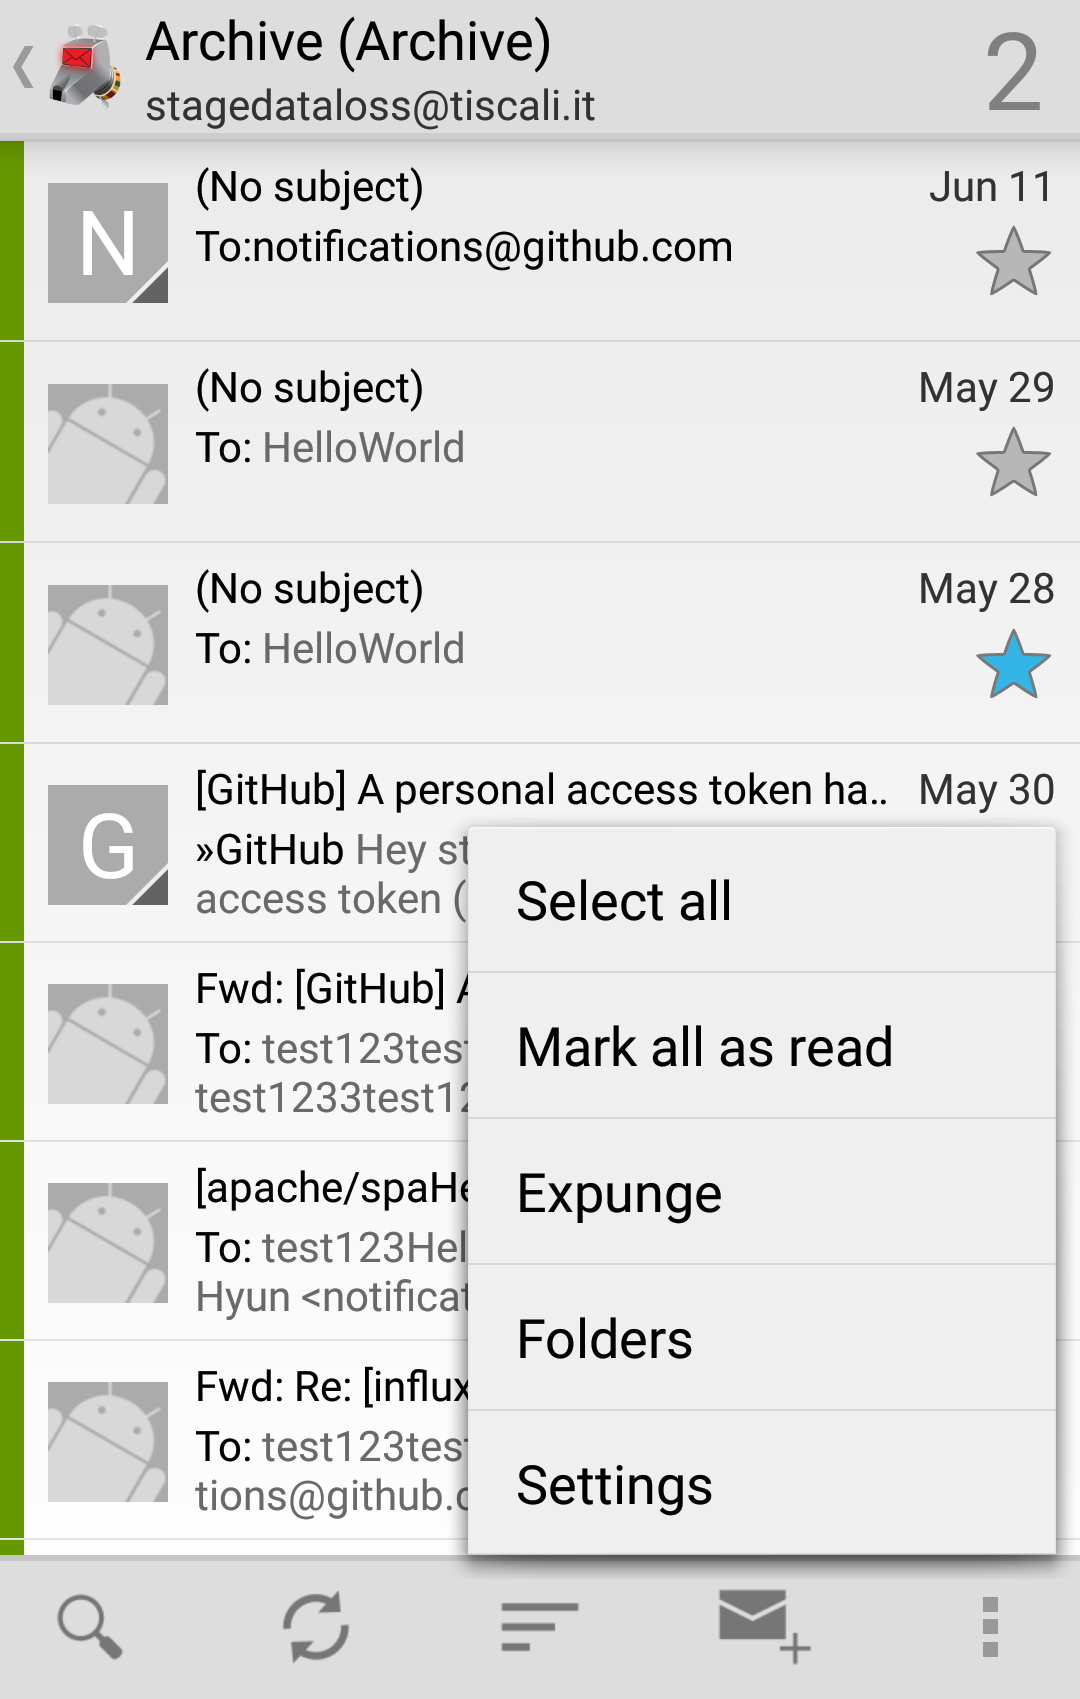 Archive (Archive)
stagedataloss@tiscali.it
2
(No subject)
Jun 11
N
To:notifications@github.com
(No subject)
May 29
To: HelloWorld
(No subject)
May 28
To: HelloWorld
[GitHub] A personal access token ha..
May 30
G
»GitHub Hey st
access token (
Fwd: [GitHub] A
To: test123test
test1233test12
[apache/spaHe
To: test123Hel
Hyun <notificat
Fwd: Re: [influx
To: test123test
tions@github.c
Select all
Mark all as read
Expunge
Folders
Settings